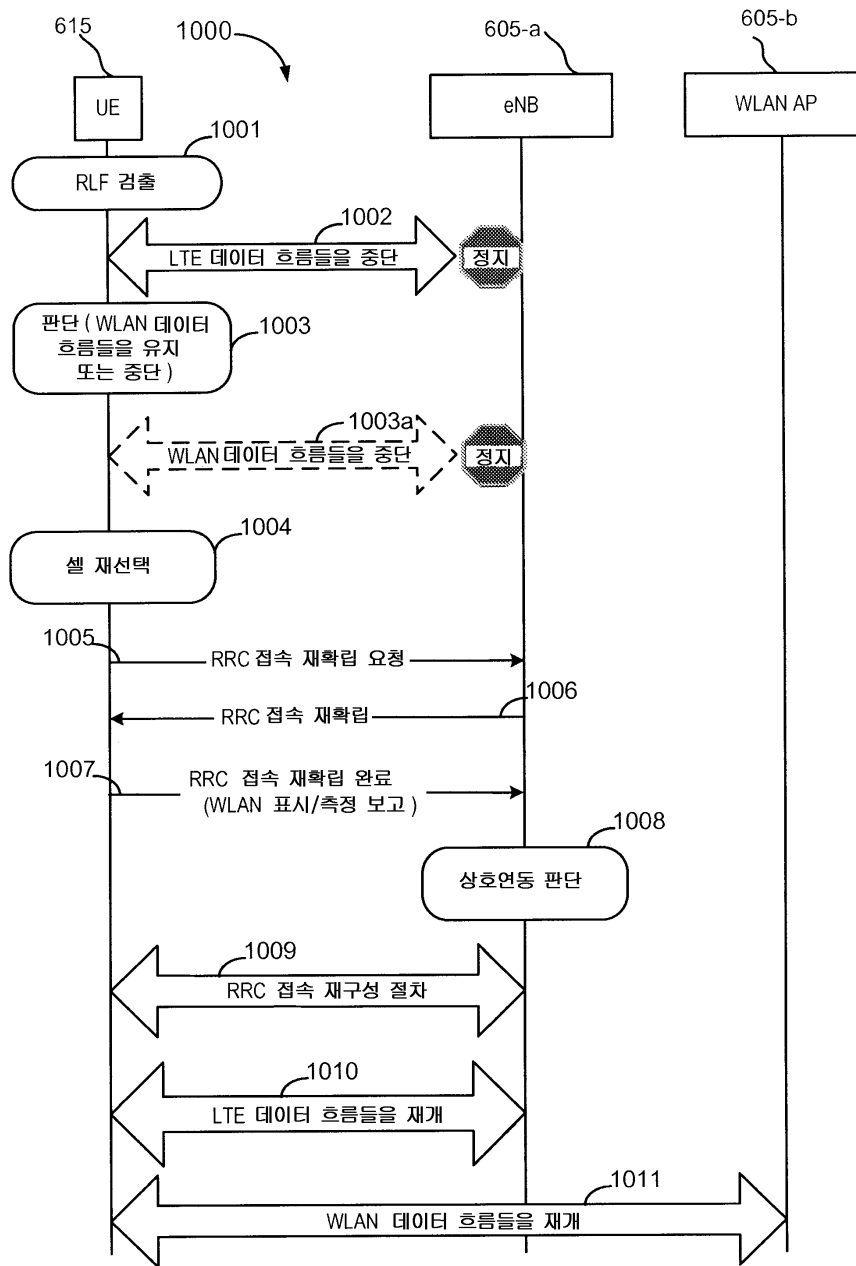 615
1000
605-a
605-b
UE
eNB
WLAN AP
1001
RLF 검출
1002
LTE 데이터 흐름들을 중단
정지
판단 ( WLAN 데이터
흐름들을 유지
또는 중단 )
1003
1003a
WLAN 데이터 흐름들을 중단
정지
1004
셀 재선택
1005
RRC 접속 재확립 요청
1006
RRC 접속 재확립
1007
RRC 접속 재확립 완료
(WLAN 표시/측정 보고 )
1008
상호연동 판단
1009
RRC 접속 재구성 절차
1010
LTE 데이터 흐름들을 재개
1011
WLAN 데이터 흐름들을 재개